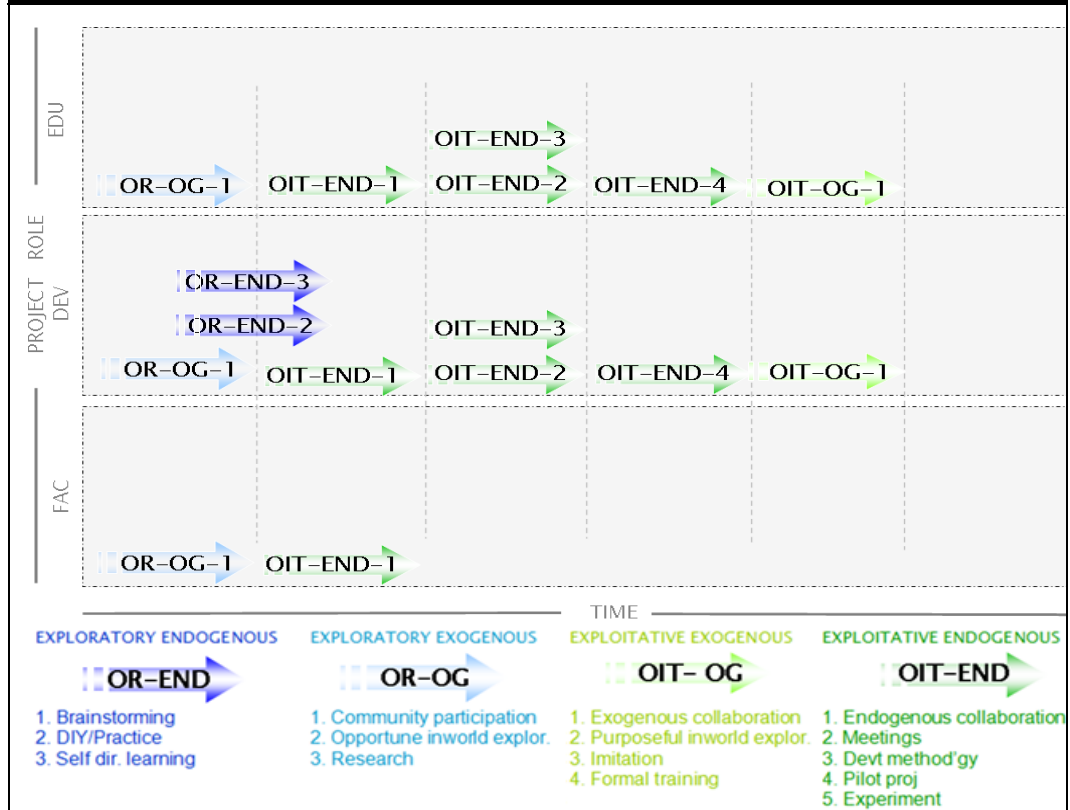 EDU
OIT-END-3
OR-OG-1 OIT-END-1 OIT-END-2 OIT-END-4 OIT-OG-1
PROJECT ROLE
DEV
OR-END-3
OR-END-2 OIT-END-3
OR-OG-1 OIT-END-1 OIT-END-2 OIT-END-4 OIT-OG-1
FAC
OR-OG-1 OIT-END-1
TIME
EXPLORATORY ENDOGENOUS
OR-END
1. Brainstorming
2. DIY/Practice
3. Self dir. learning
EXPLORATORY EXOGENOUS
OR-OG
1. Community participation
2. Opportune inworld explor.
3. Research
EXPLOITATIVE EXOGENOUS
OIT- OG
1. Exogenous collaboration
2. Purposeful inworld explor.
3. Imitation
4. Formal training
EXPLOITATIVE ENDOGENOUS
OIT-END
1. Endogenous collaboration
2. Meetings
3. Devt method'gy
4. Pilot proj
5. Experiment